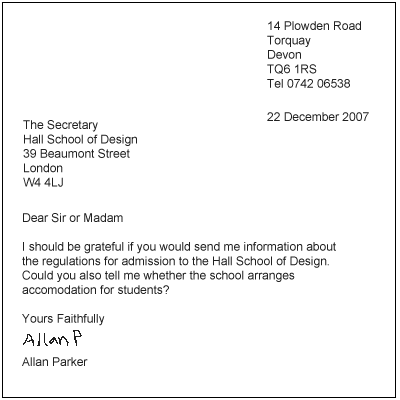 14 Plowden Road
Torquay
Devon
TQ6 1RS
Tel 0742 06538
22 December 2007
The Secretary
Hall School of Design
39 Beaumont Street
London
W4 4LJ
Dear Sir or Madam
I should be grateful if you would send me information about
the regulations for admission to the Hall School of Design.
Could you also tell me whether the school arranges
accomodation for students?
Yours Faithfully
Allan P
Allan Parker